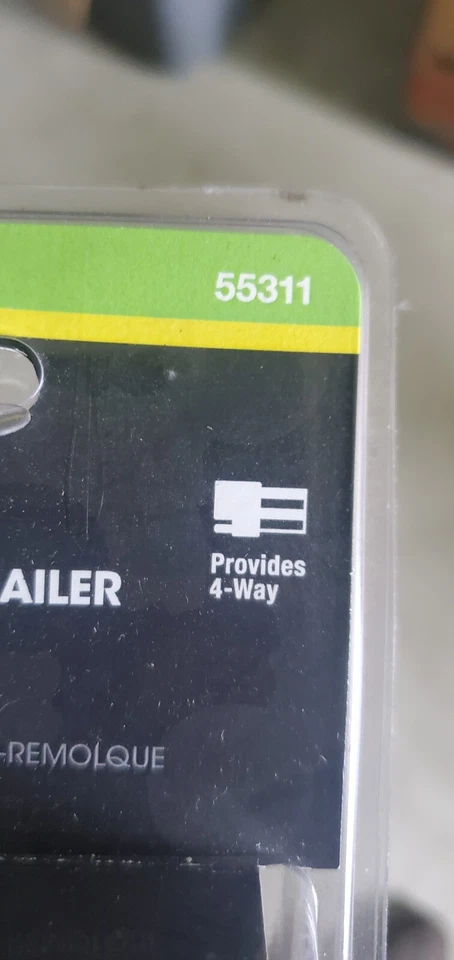 55311
Provides
4-Way
AILER
-REMOLQUE